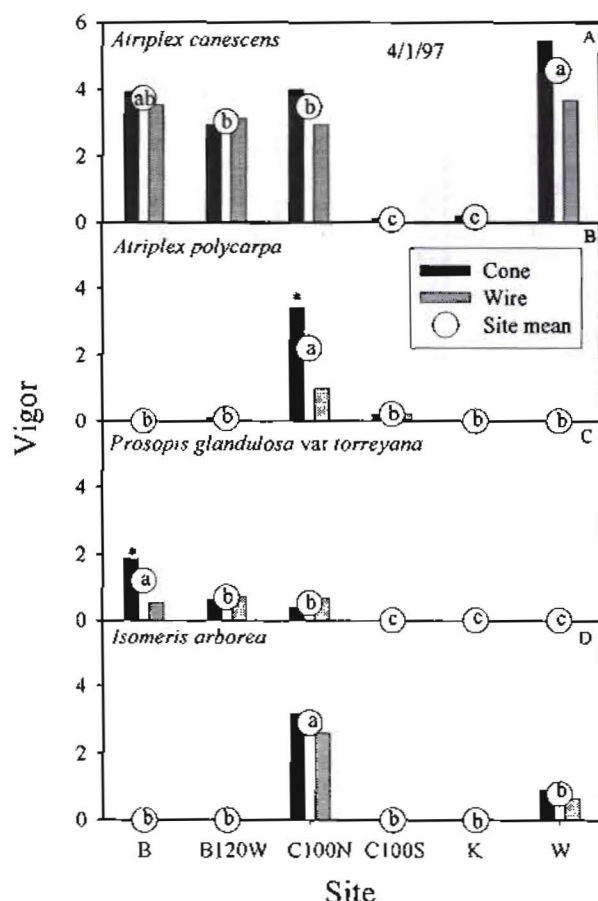 6
Atriplex canescens
4/1/97
A
4
ab
b
b
a
2
c
c
0
Atriplex polycarpa
B
Cone
Wire
Site mean
4
*
a
2
b
b
b
b
b
0
Prosopis glandulosa var torreyana
C
4
2
*
a
b
b
c
c
c
0
Isomeris arborea
D
4
a
2
b
b
b
b
b
0
B
B120W
C100N
C100S
K
W
Vigor
Site